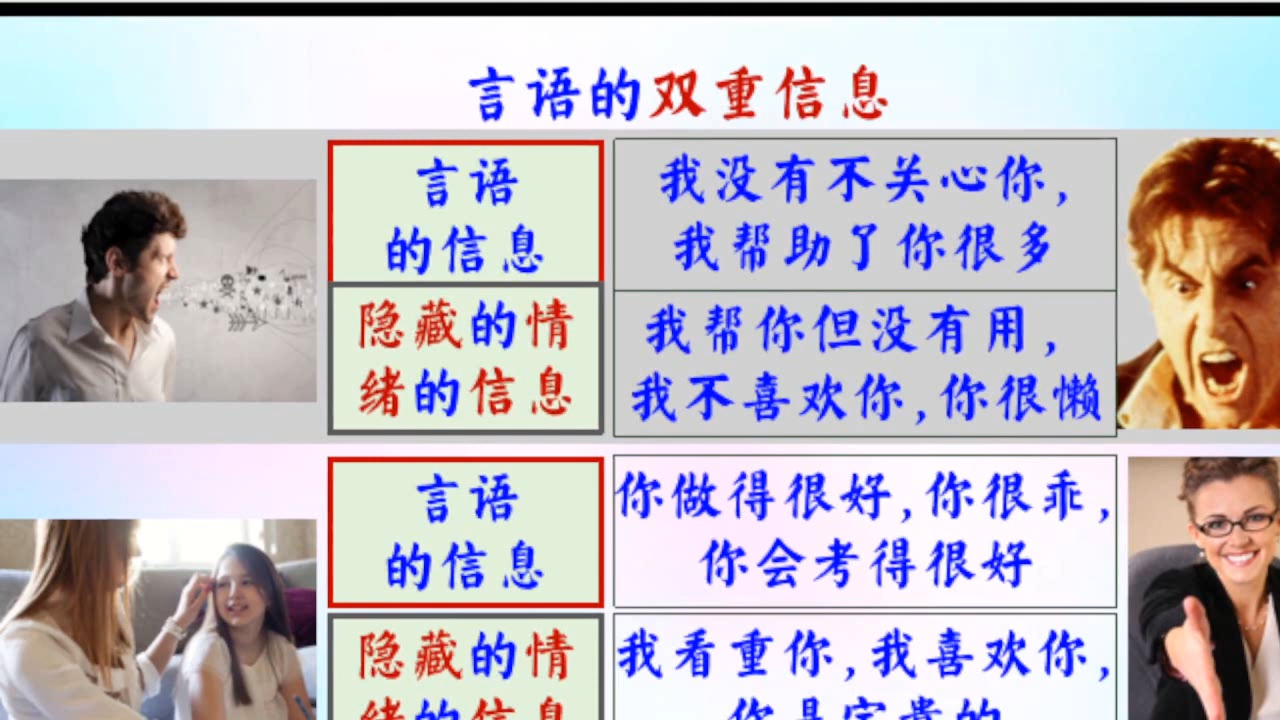 言语的双重信息
言语
的信息
我没有不关心你,
我帮助了你很多
隐藏的情
绪的信息
我帮你但没有用,
我不喜欢你,你很懒
言语
的信息
你做得很好,你很乖,
你会考得很好
隐藏的情
绪的信息
我看重你,我喜欢你,